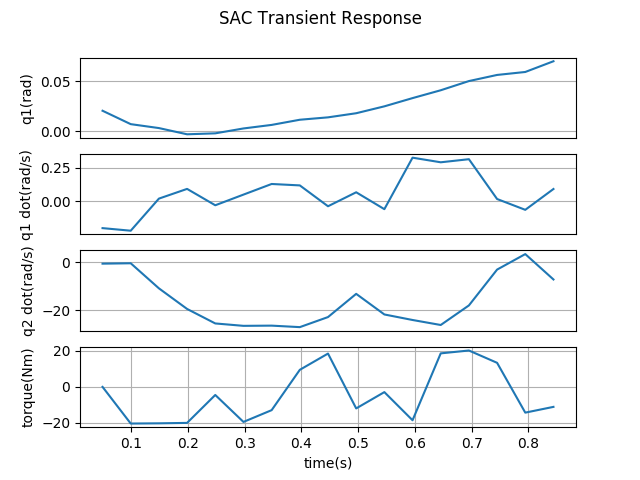 SAC Transient Response
q1(rad)
0.05
0.00
q1 dot(rad/s)
0.25
0.00
q2 dot(rad/s)
0
−20
torque(Nm)
20
0
−20
0.1 0.2 0.3 0.4 0.5 0.6 0.7 0.8
time(s)